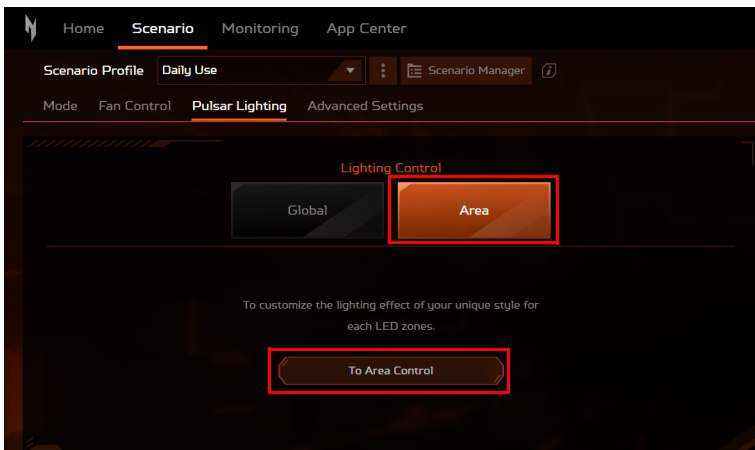 Home Scenario Monitoring App Center
Scenario Profile Daily Use Scenario Manager i
Mode Fan Control Pulsar Lighting Advanced Settings
Lighting Control
Global Area
To customize the lighting effect of your unique style for
each LED zones.
To Area Control